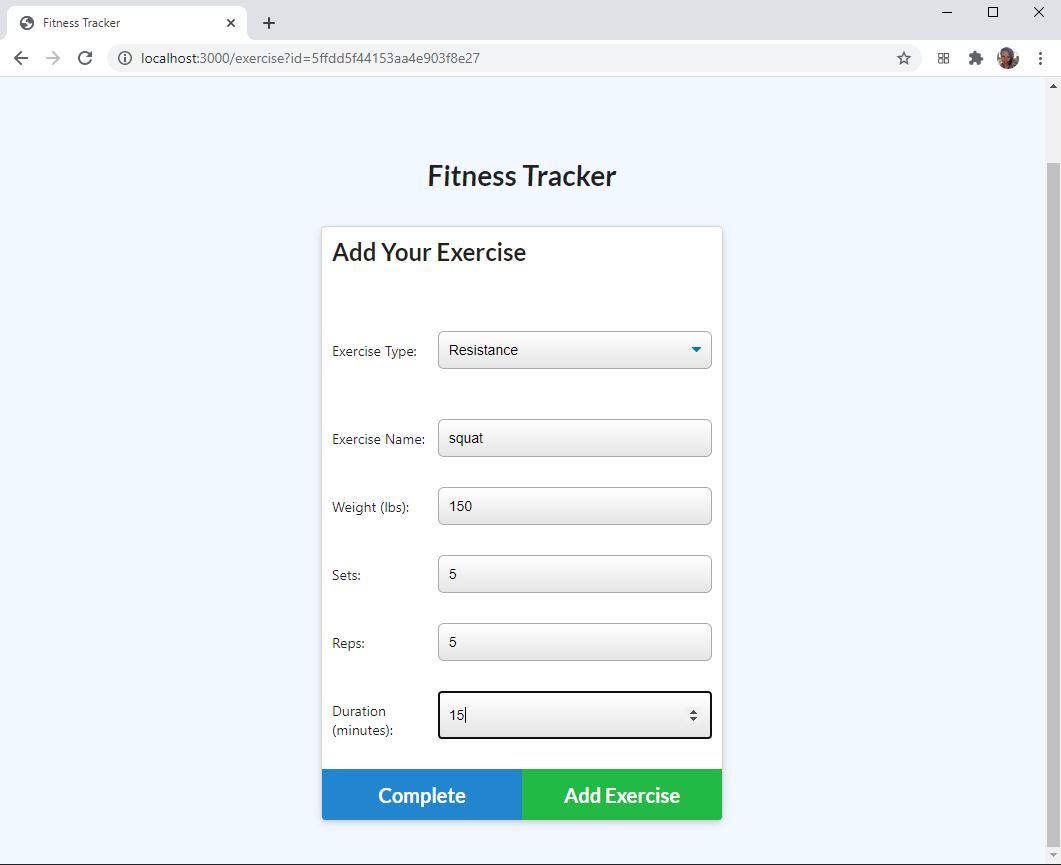 Fitness Tracker
localhost:3000/exercise?id=5ffdd5f44153aa4e903f8e27
Fitness Tracker
Add Your Exercise
Exercise Type: Resistance
Exercise Name: squat
Weight (lbs): 150
Sets: 5
Reps: 5
Duration
(minutes): 15
Complete Add Exercise